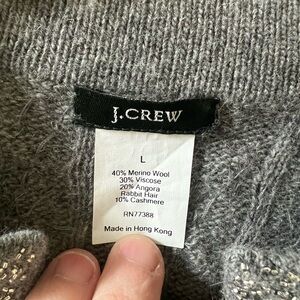 J.CREW
L
40% Merino Wool
30% Viscose
20% Angora
Rabbit Hair
10% Cashmere
RN77388
Made in Hong Kong